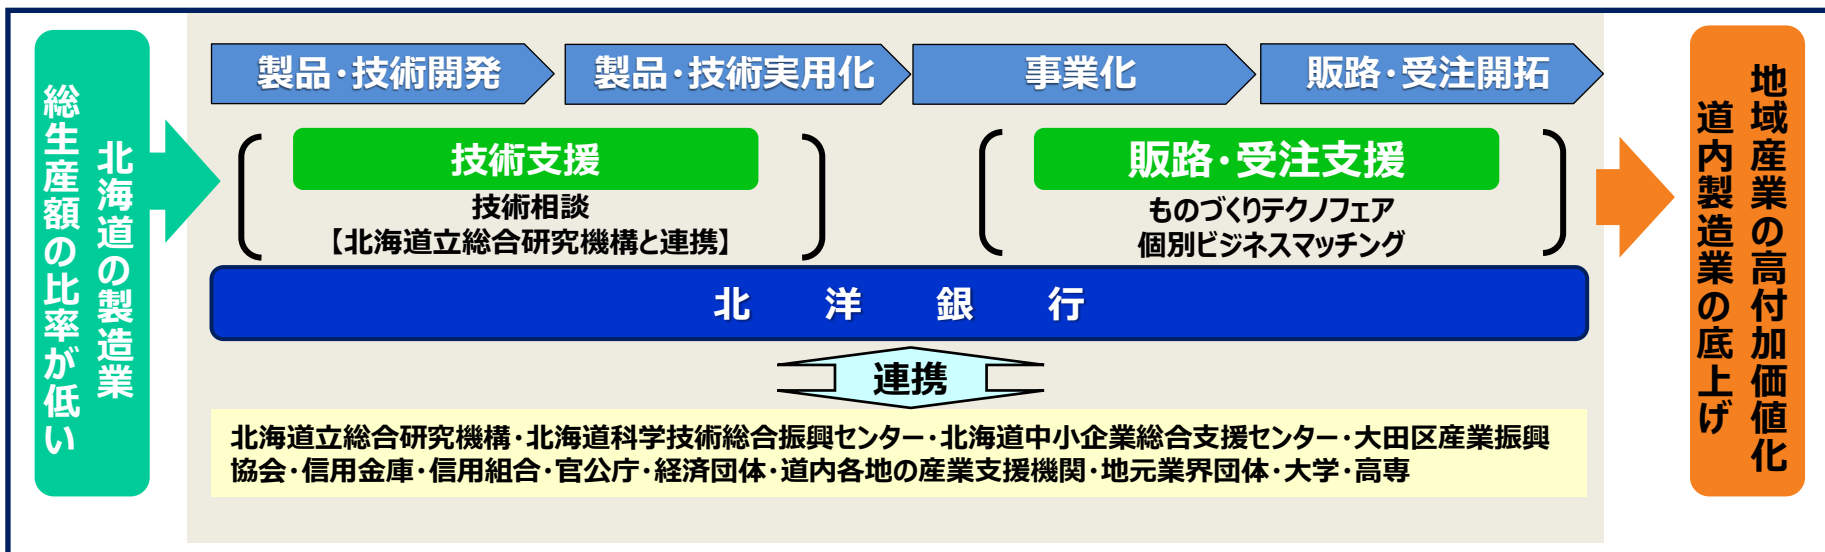 北海道の製造業
総生産額の比率が低い
製品・技術開発
製品・技術実用化
事業化
販路・受注開拓
技術支援
技術相談
【北海道立総合研究機構と連携】
販路・受注支援
ものづくりテクノフェア
個別ビジネスマッチング
北洋銀行
連携
北海道立総合研究機構・北海道科学技術総合振興センター・北海道中小企業総合支援センター・大田区産業振興
協会・信用金庫・信用組合・官公庁・経済団体・道内各地の産業支援機関・地元業界団体・大学・高専
地域産業の高付加価値化
道内製造業の底上げ